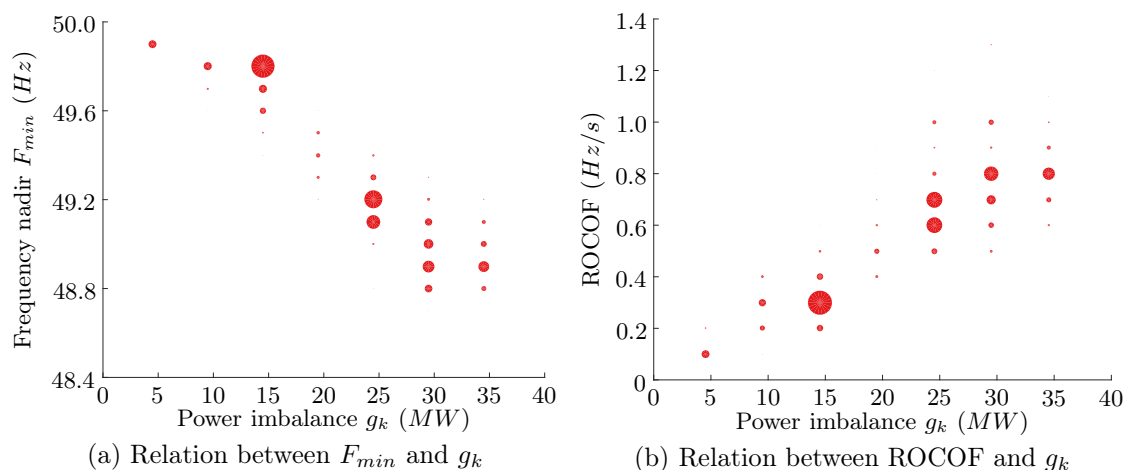 50.0
49.6
49.2
48.8
48.4
Frequency nadir F_min (Hz)
0 5 10 15 20 25 30 35 40
Power imbalance g_k (MW)
(a) Relation between F_min and g_k
1.4
1.2
1.0
0.8
0.6
0.4
0.2
0
ROCOF (Hz/s)
0 5 10 15 20 25 30 35 40
Power imbalance g_k (MW)
(b) Relation between ROCOF and g_k